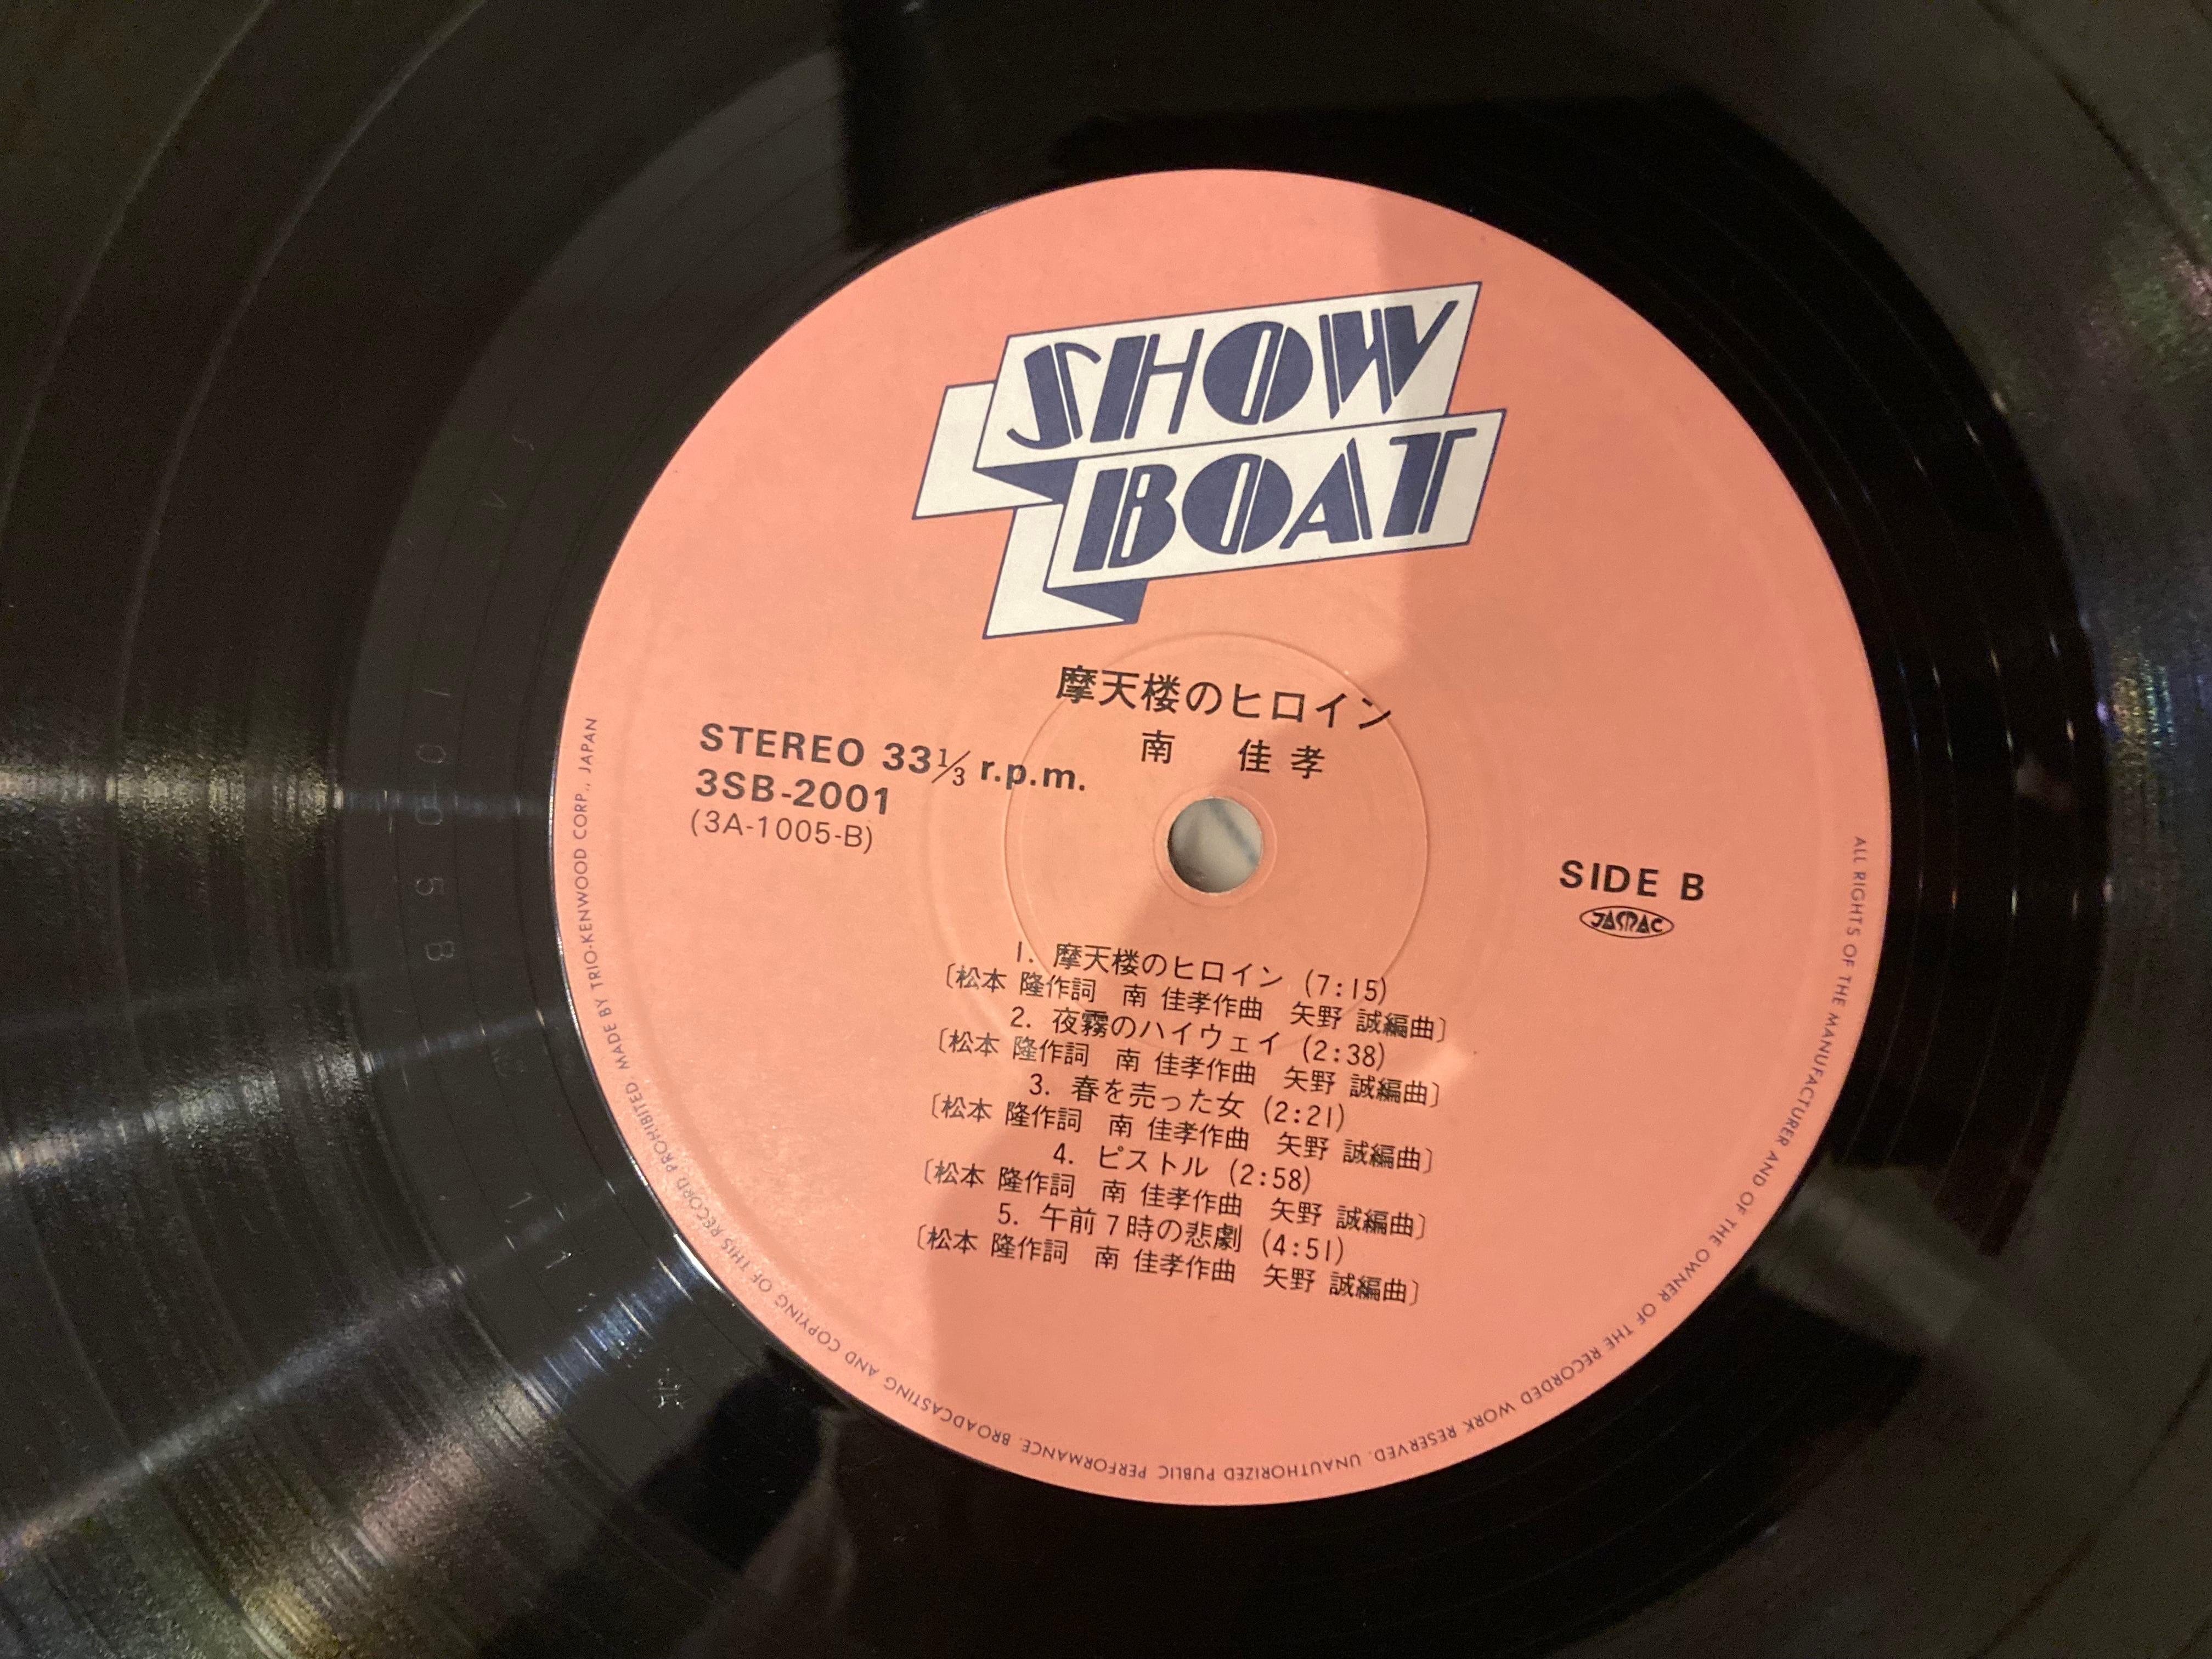 SHOW
BOAT
摩天楼のヒロイン
南 佳孝
STEREO 33 1/3 r.p.m.
3SB-2001
(3A-1005-B)
SIDE B
JASRAC
1. 摩天楼のヒロイン (7:15)
〔松本 隆作詞 南 佳孝作曲 矢野 誠編曲〕
2. 夜霧のハイウェイ (2:38)
〔松本 隆作詞 南 佳孝作曲 矢野 誠編曲〕
3. 春を売った女 (2:21)
〔松本 隆作詞 南 佳孝作曲 矢野 誠編曲〕
4. ピストル (2:58)
〔松本 隆作詞 南 佳孝作曲 矢野 誠編曲〕
5. 午前7時の悲劇 (4:51)
〔松本 隆作詞 南 佳孝作曲 矢野 誠編曲〕
ALL RIGHTS OF THE MANUFACTURER AND OF THE OWNER OF THE RECORDED WORK RESERVED. UNAUTHORIZED PUBLIC PERFORMANCE. BROADCASTING AND COPYING OF THIS RECORD PROHIBITED. MADE BY TRIO-KENWOOD CORP., JAPAN